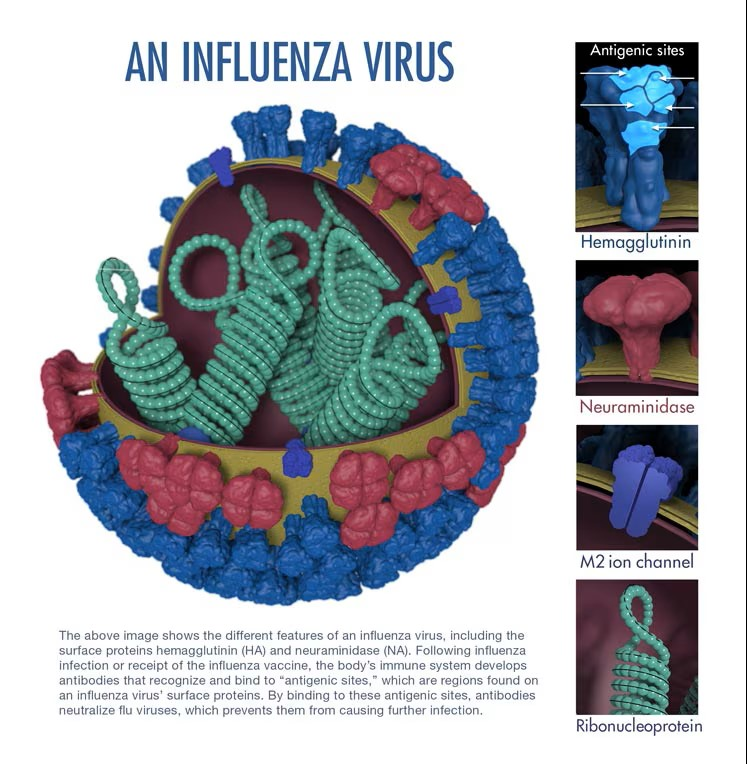 AN INFLUENZA VIRUS
Antigenic sites
Hemagglutinin
Neuraminidase
M2 ion channel
Ribonucleoprotein
The above image shows the different features of an influenza virus, including the
surface proteins hemagglutinin (HA) and neuraminidase (NA). Following influenza
infection or receipt of the influenza vaccine, the body's immune system develops
antibodies that recognize and bind to “antigenic sites,” which are regions found on
an influenza virus’ surface proteins. By binding to these antigenic sites, antibodies
neutralize flu viruses, which prevents them from causing further infection.